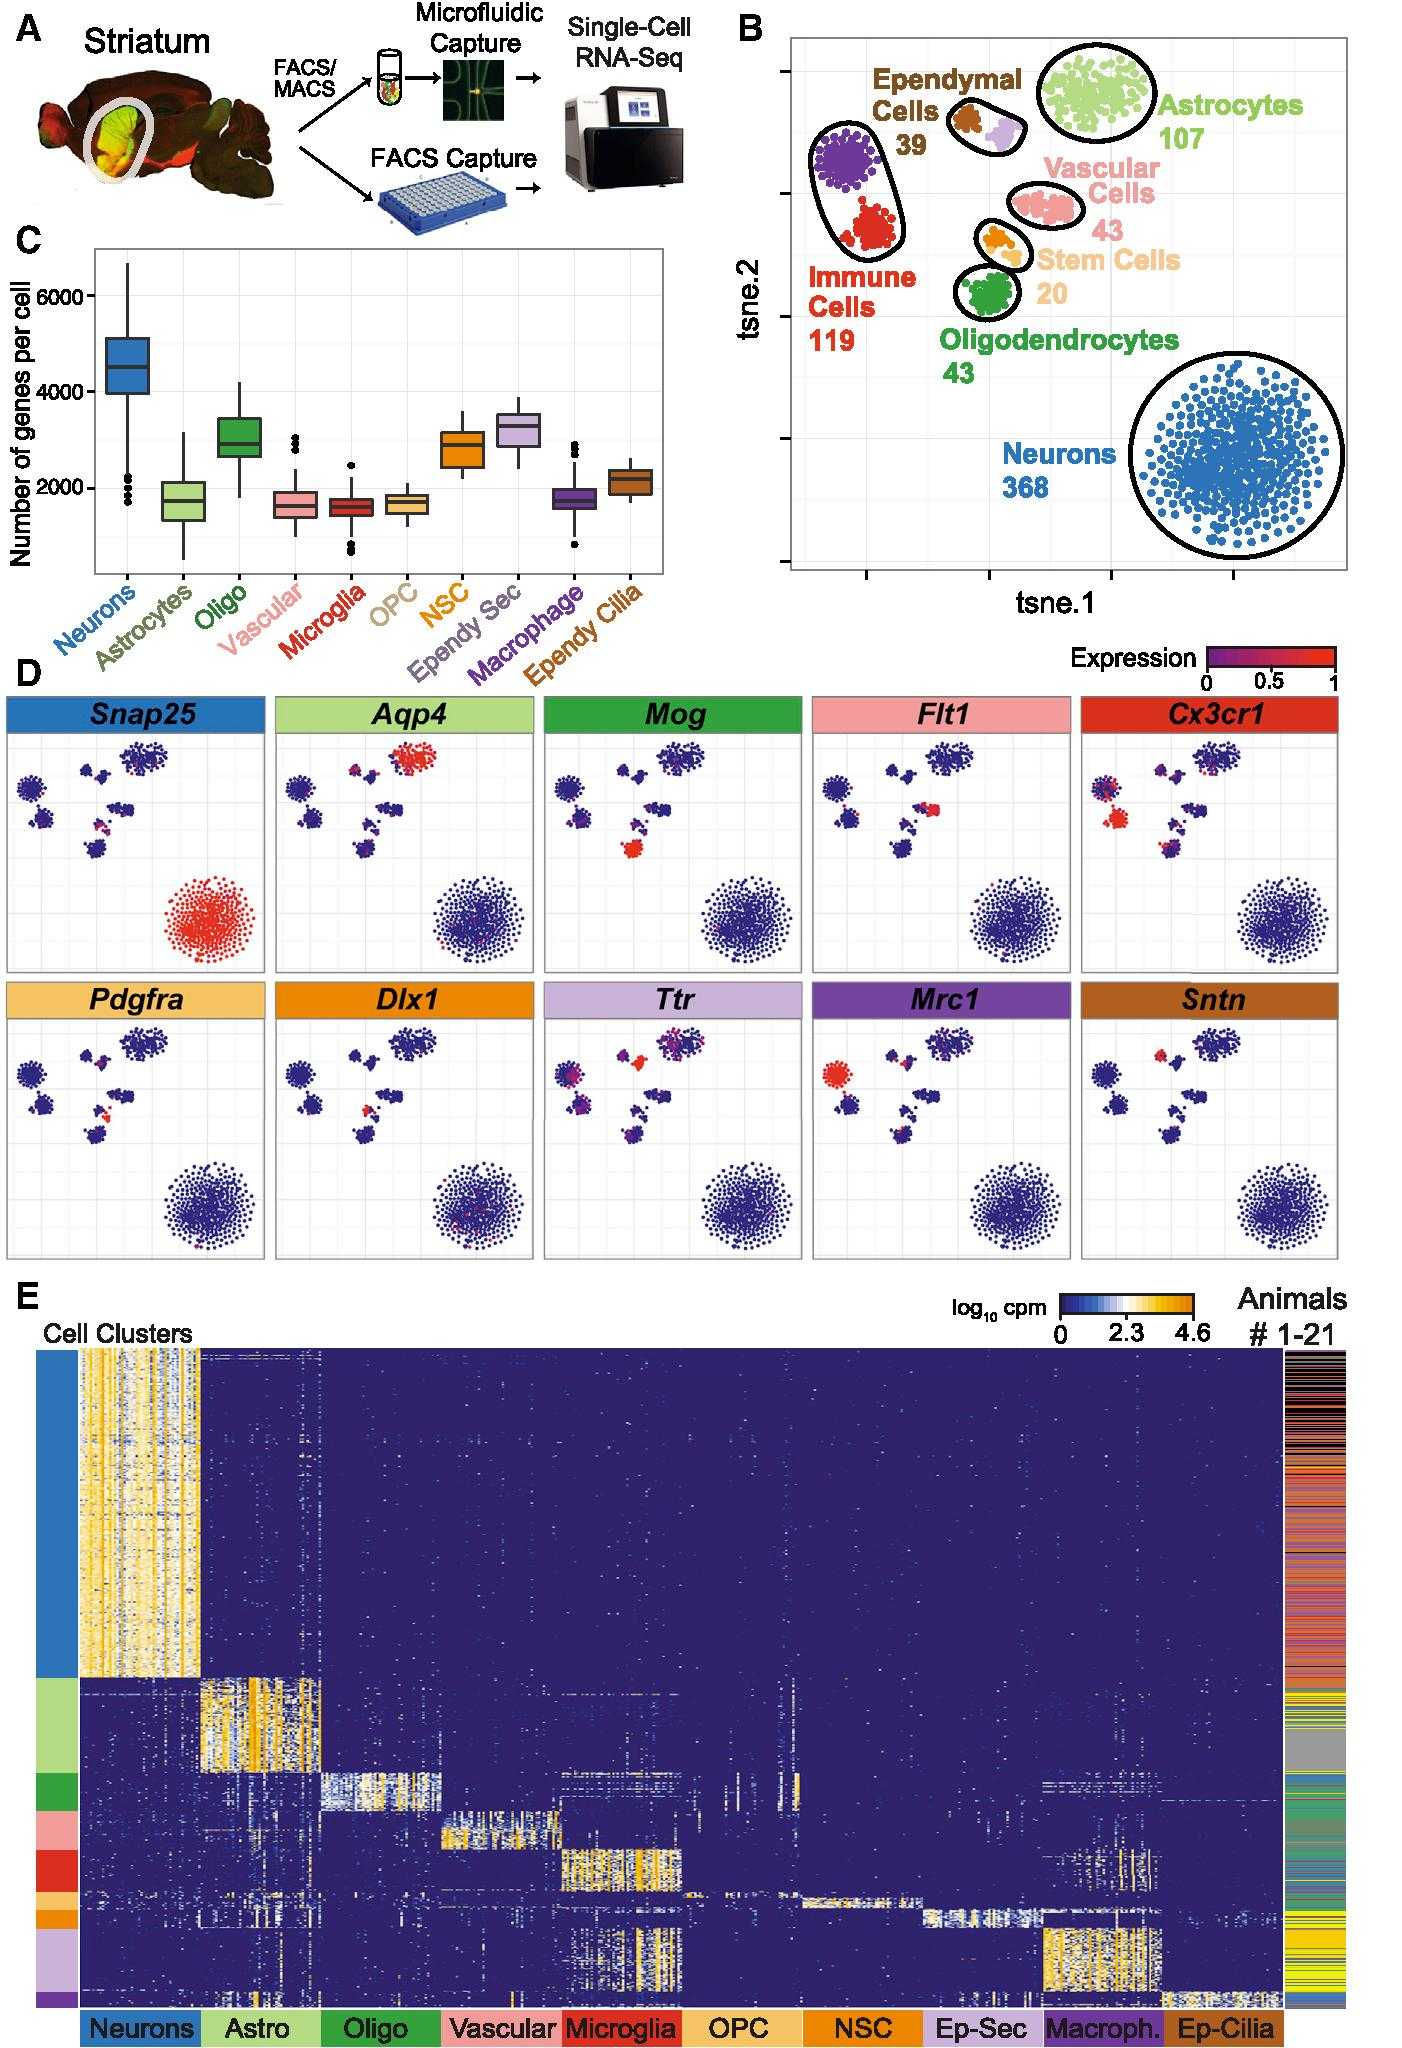 A
Striatum
FACS/
MACS
Microfluidic
Capture
FACS Capture
Single-Cell
RNA-Seq
B
Ependymal
Cells
39
Astrocytes
107
Vascular
Cells
43
Stem Cells
20
Immune
Cells
119
Oligodendrocytes
43
Neurons
368
tsne.2
tsne.1
C
Number of genes per cell
6000
4000
2000
Neurons
Astrocytes
Oligo
Vascular
Microglia
OPC
NSC
Ependy Sec
Macrophage
Ependy Cilia
D
Expression
0 0.5 1
Snap25 Aqp4 Mog Flt1 Cx3cr1
Pdgfra Dlx1 Ttr Mrc1 Sntn
E
Cell Clusters
log10 cpm
0 2.3 4.6
Animals
# 1-21
Neurons Astro Oligo Vascular Microglia OPC NSC Ep-Sec Macroph. Ep-Cilia